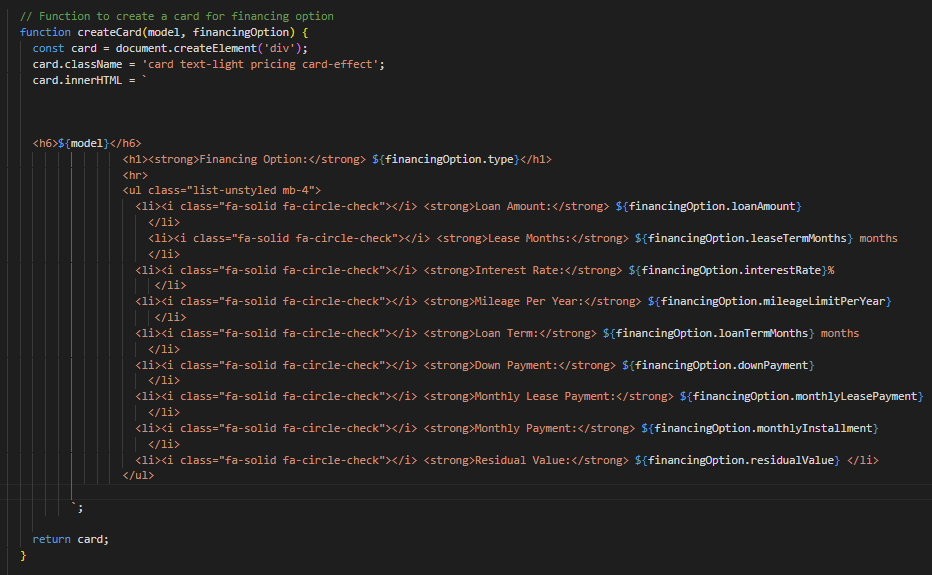 // Function to create a card for financing option
function createCard(model, financingOption) {
const card = document.createElement('div');
card.className = 'card text-light pricing card-effect';
card.innerHTML = `
<h6>${model}</h6>
<h1><strong>Financing Option:</strong> ${financingOption.type}</h1>
<hr>
<ul class="list-unstyled mb-4">
<li><i class="fa-solid fa-circle-check"></i> <strong>Loan Amount:</strong> ${financingOption.loanAmount}
</li>
<li><i class="fa-solid fa-circle-check"></i> <strong>Lease Months:</strong> ${financingOption.leaseTermMonths} months
</li>
<li><i class="fa-solid fa-circle-check"></i> <strong>Interest Rate:</strong> ${financingOption.interestRate}%
</li>
<li><i class="fa-solid fa-circle-check"></i> <strong>Mileage Per Year:</strong> ${financingOption.mileageLimitPerYear}
</li>
<li><i class="fa-solid fa-circle-check"></i> <strong>Loan Term:</strong> ${financingOption.loanTermMonths} months
</li>
<li><i class="fa-solid fa-circle-check"></i> <strong>Down Payment:</strong> ${financingOption.downPayment}
</li>
<li><i class="fa-solid fa-circle-check"></i> <strong>Monthly Lease Payment:</strong> ${financingOption.monthlyLeasePayment}
</li>
<li><i class="fa-solid fa-circle-check"></i> <strong>Monthly Payment:</strong> ${financingOption.monthlyInstallment}
</li>
<li><i class="fa-solid fa-circle-check"></i> <strong>Residual Value:</strong> ${financingOption.residualValue} </li>
</ul>
`;
return card;
}